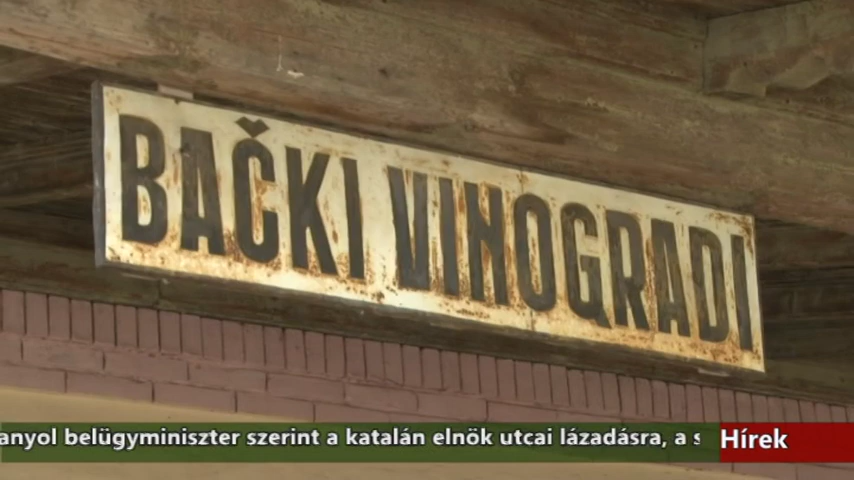 BAČKI VINOGRADI
anyol belügyminiszter szerint a katalán elnök utcai lázadásra, a s
Hírek